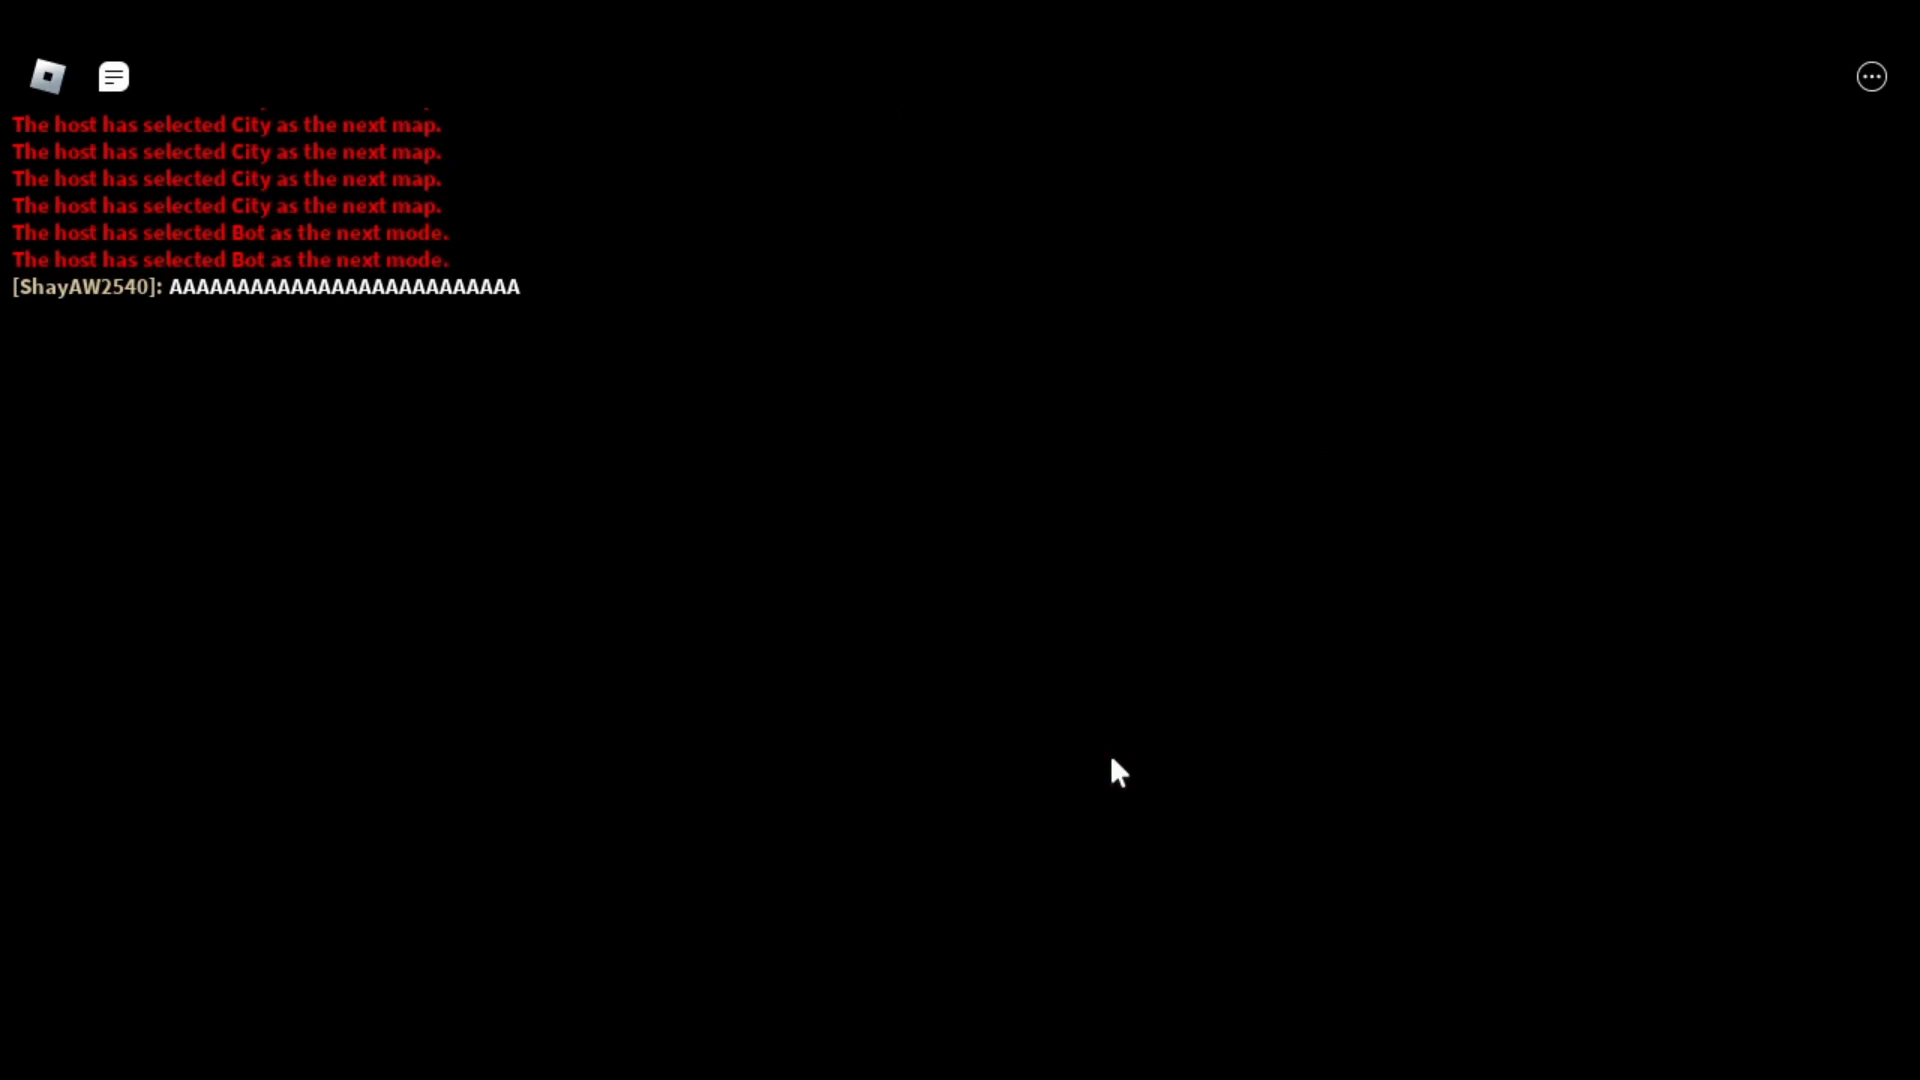 The host has selected City as the next map.
The host has selected City as the next map.
The host has selected City as the next map.
The host has selected City as the next map.
The host has selected Bot as the next mode.
The host has selected Bot as the next mode.
[ShayAW2540]: AAAAAAAAAAAAAAAAAAAAAAAAAA